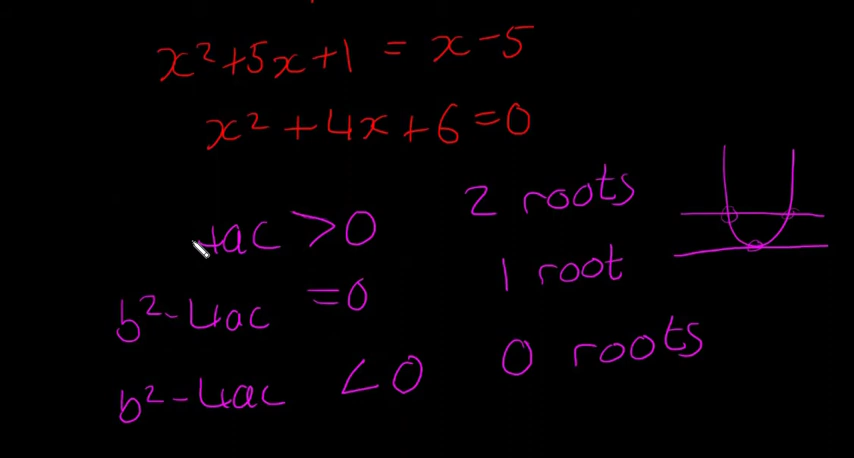 x²+5x+1 = x-5
x²+4x+6=0
4ac >0 2 roots
b²-4ac =0 1 root
b²-4ac <0 0 roots